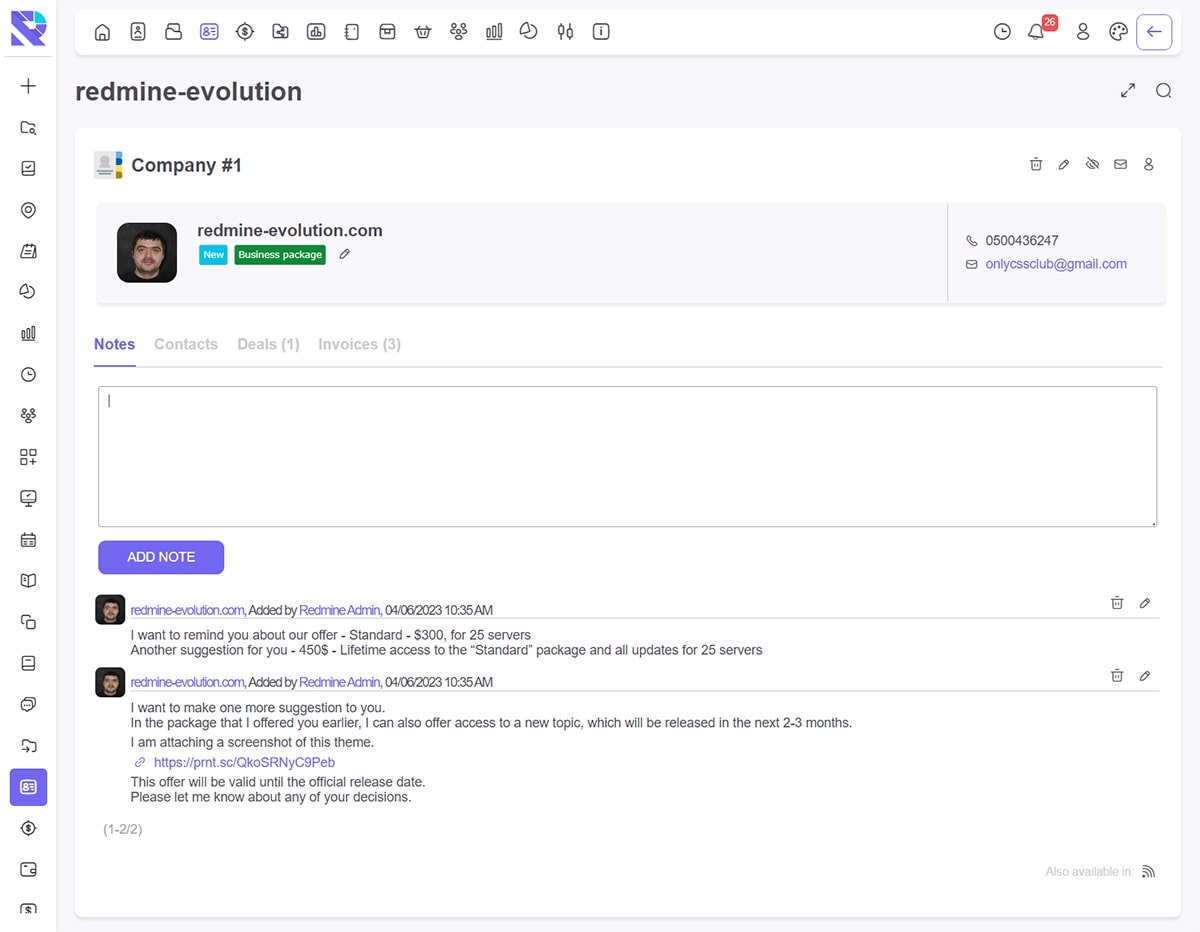 26
redmine-evolution
Company #1
redmine-evolution.com
New Business package
0500436247
onlycssclub@gmail.com
Notes Contacts Deals (1) Invoices (3)
ADD NOTE
redmine-evolution.com, Added by Redmine Admin, 04/06/2023 10:35 AM
I want to remind you about our offer - Standard - $300, for 25 servers
Another suggestion for you - 450$ - Lifetime access to the “Standard” package and all updates for 25 servers
redmine-evolution.com, Added by Redmine Admin, 04/06/2023 10:35 AM
I want to make one more suggestion to you.
In the package that I offered you earlier, I can also offer access to a new topic, which will be released in the next 2-3 months.
I am attaching a screenshot of this theme.
https://prnt.sc/QkoSRNyC9Peb
This offer will be valid until the official release date.
Please let me know about any of your decisions.
(1-2/2)
Also available in: